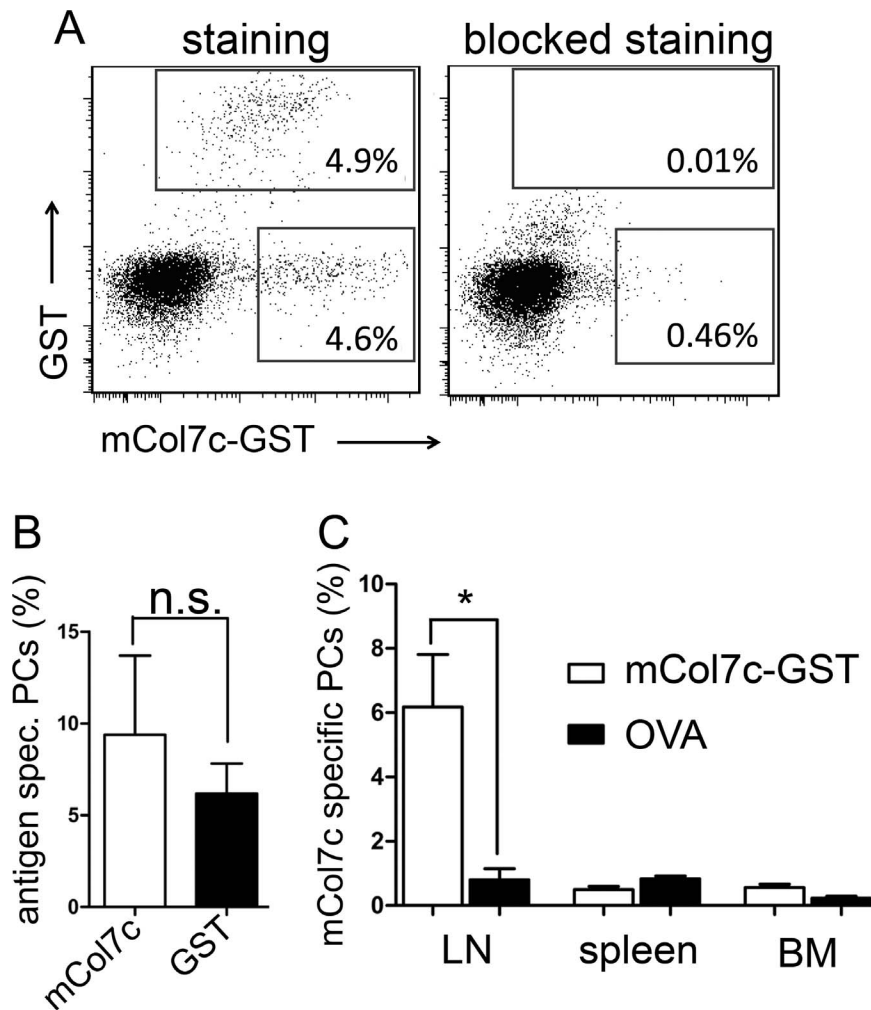 A
staining
blocked staining
4.9%
0.01%
GST
4.6%
0.46%
mCol7c-GST
B
C
antigen spec. PCs (%)
n.s.
15
10
5
0
mCol7c
GST
mCol7c specific PCs (%)
10
8
6
4
2
0
*
mCol7c-GST
OVA
LN
spleen
BM